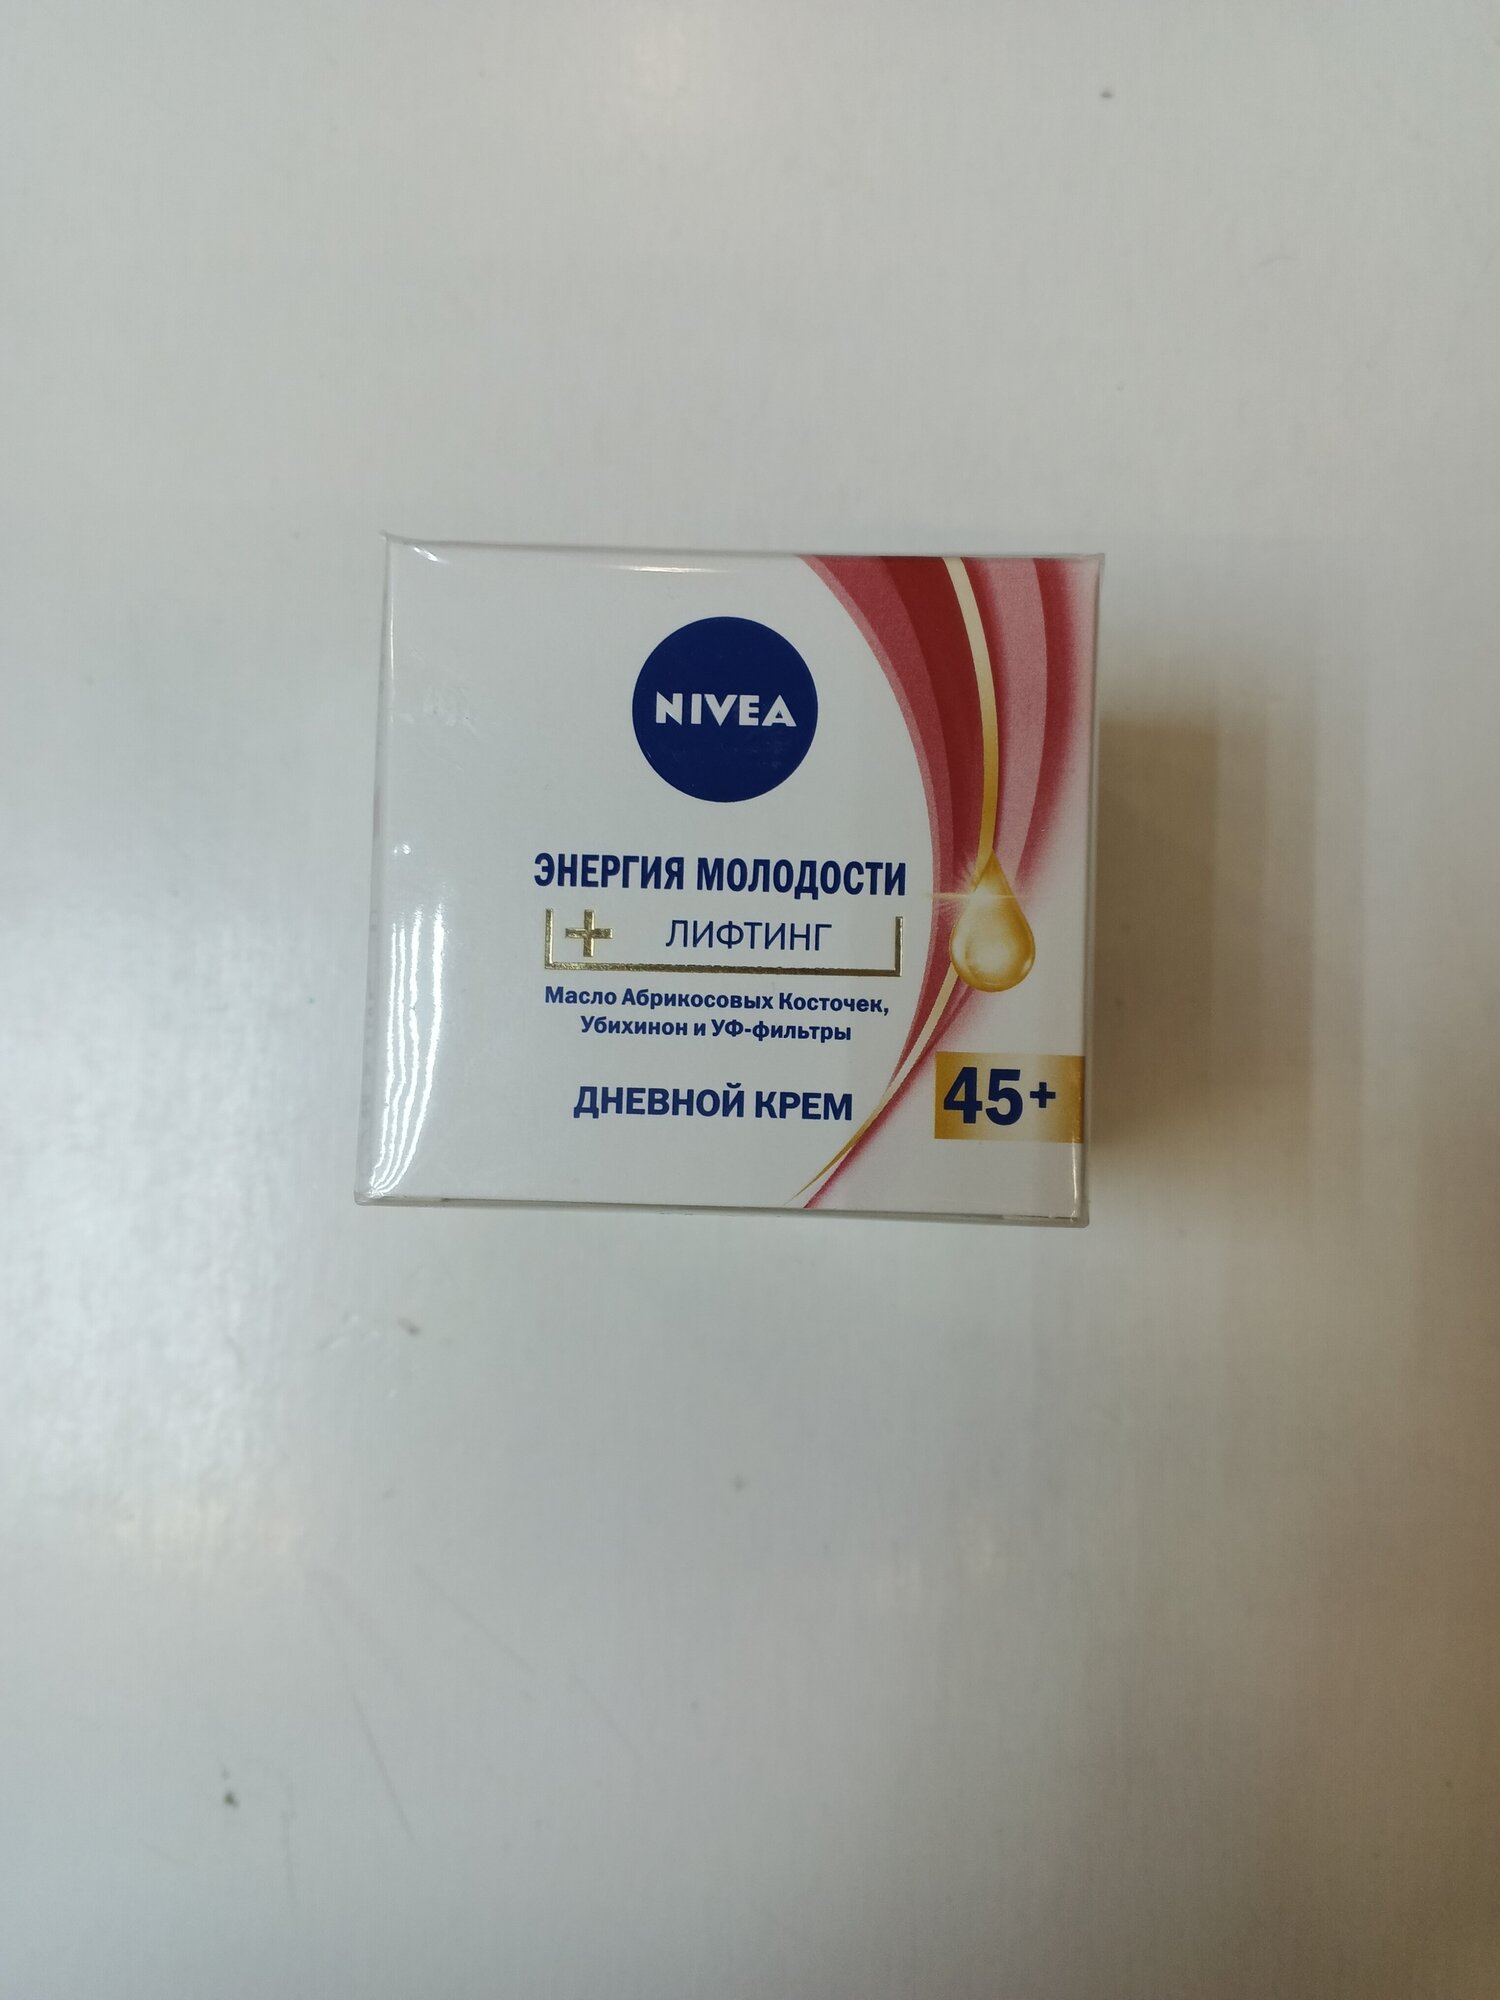 NIVEA
ЭНЕРГИЯ МОЛОДОСТИ
+ ЛИФТИНГ
Масло Абрикосовых Косточек,
Убихинон и УФ-фильтры
ДНЕВНОЙ КРЕМ
45+